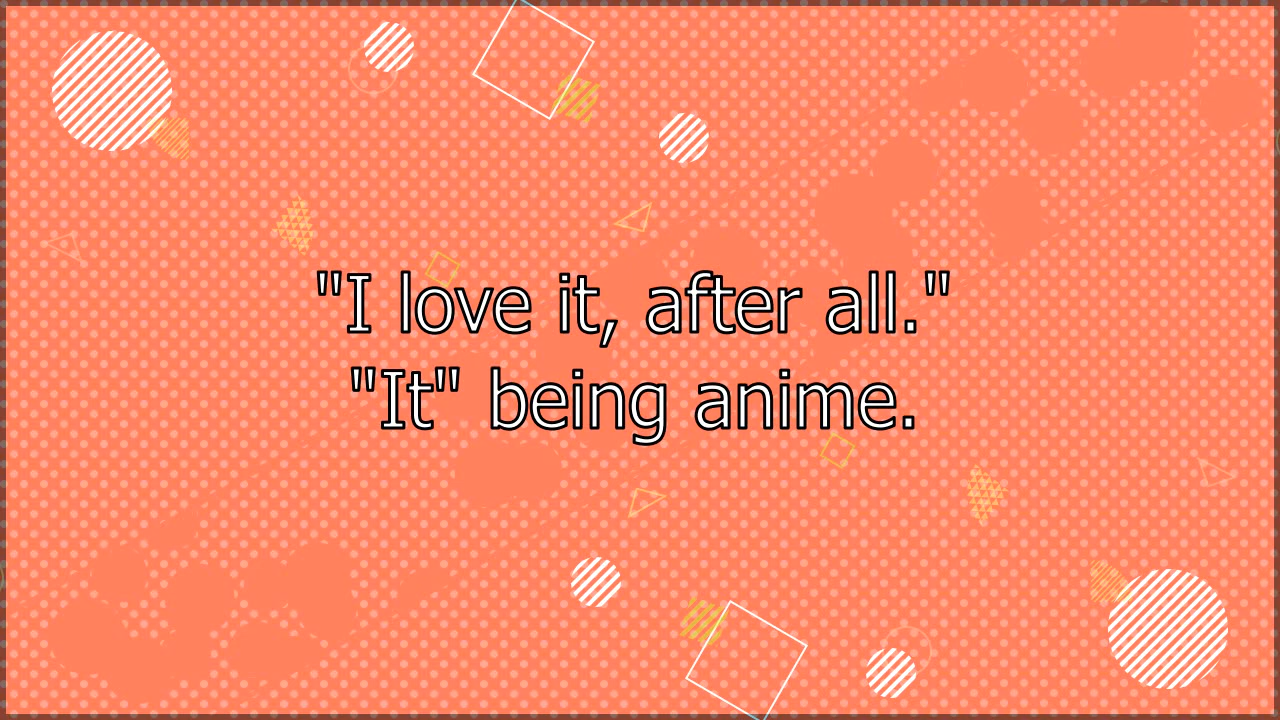 "I love it, after all."
"It" being anime.